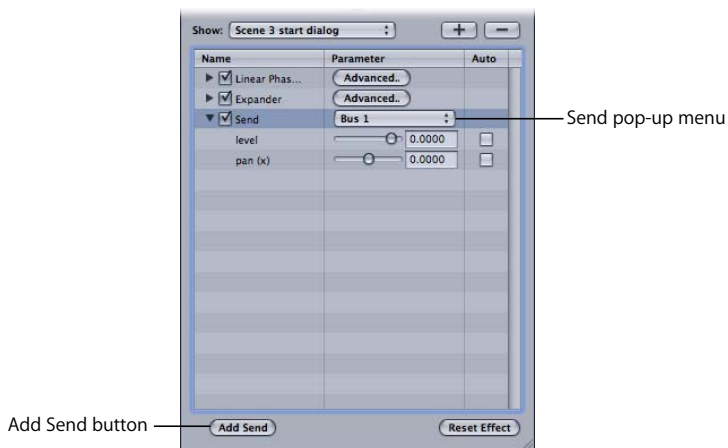 Show: Scene 3 start dialog + −
Name Parameter Auto
Linear Phas... Advanced..
Expander Advanced..
Send Bus 1 Send pop-up menu
level 0.0000
pan (x) 0.0000
Add Send button Add Send Reset Effect